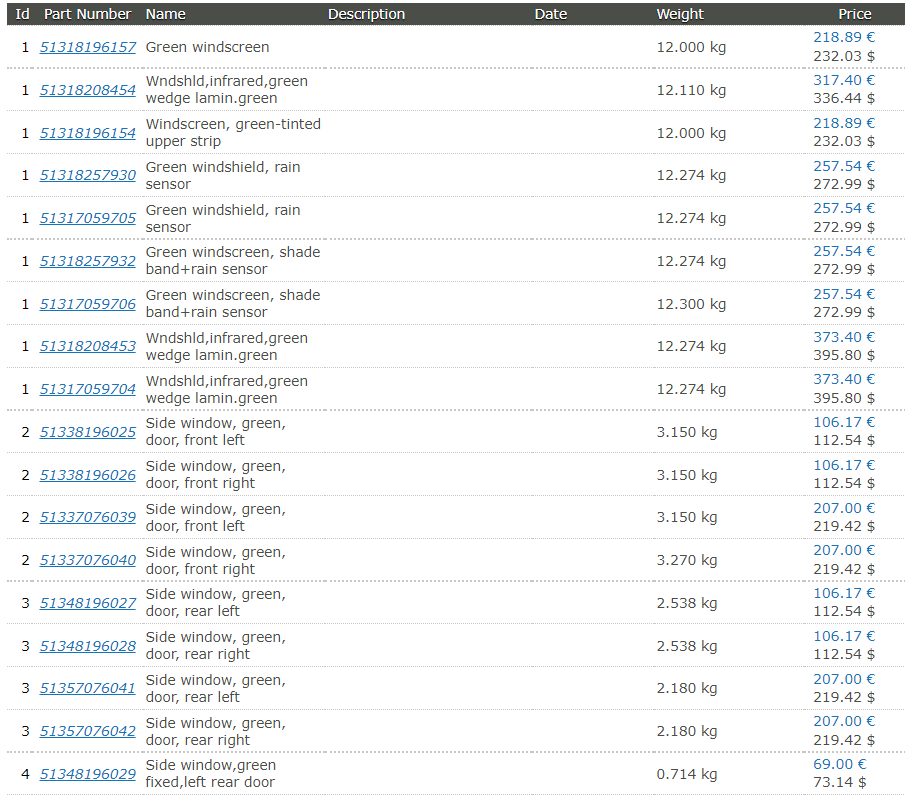 Id Part Number Name Description Date Weight Price
1 51318196157 Green windscreen 12.000 kg 218.89 €
232.03 $
1 51318208454 Wndshld,infrared,green
wedge lamin.green 12.110 kg 317.40 €
336.44 $
1 51318196154 Windscreen, green-tinted
upper strip 12.000 kg 218.89 €
232.03 $
1 51318257930 Green windshield, rain
sensor 12.274 kg 257.54 €
272.99 $
1 51317059705 Green windshield, rain
sensor 12.274 kg 257.54 €
272.99 $
1 51318257932 Green windscreen, shade
band+rain sensor 12.274 kg 257.54 €
272.99 $
1 51317059706 Green windscreen, shade
band+rain sensor 12.300 kg 257.54 €
272.99 $
1 51318208453 Wndshld,infrared,green
wedge lamin.green 12.274 kg 373.40 €
395.80 $
1 51317059704 Wndshld,infrared,green
wedge lamin.green 12.274 kg 373.40 €
395.80 $
2 51338196025 Side window, green,
door, front left 3.150 kg 106.17 €
112.54 $
2 51338196026 Side window, green,
door, front right 3.150 kg 106.17 €
112.54 $
2 51337076039 Side window, green,
door, front left 3.150 kg 207.00 €
219.42 $
2 51337076040 Side window, green,
door, front right 3.270 kg 207.00 €
219.42 $
3 51348196027 Side window, green,
door, rear left 2.538 kg 106.17 €
112.54 $
3 51348196028 Side window, green,
door, rear right 2.538 kg 106.17 €
112.54 $
3 51357076041 Side window, green,
door, rear left 2.180 kg 207.00 €
219.42 $
3 51357076042 Side window, green,
door, rear right 2.180 kg 207.00 €
219.42 $
4 51348196029 Side window,green
fixed,left rear door 0.714 kg 69.00 €
73.14 $